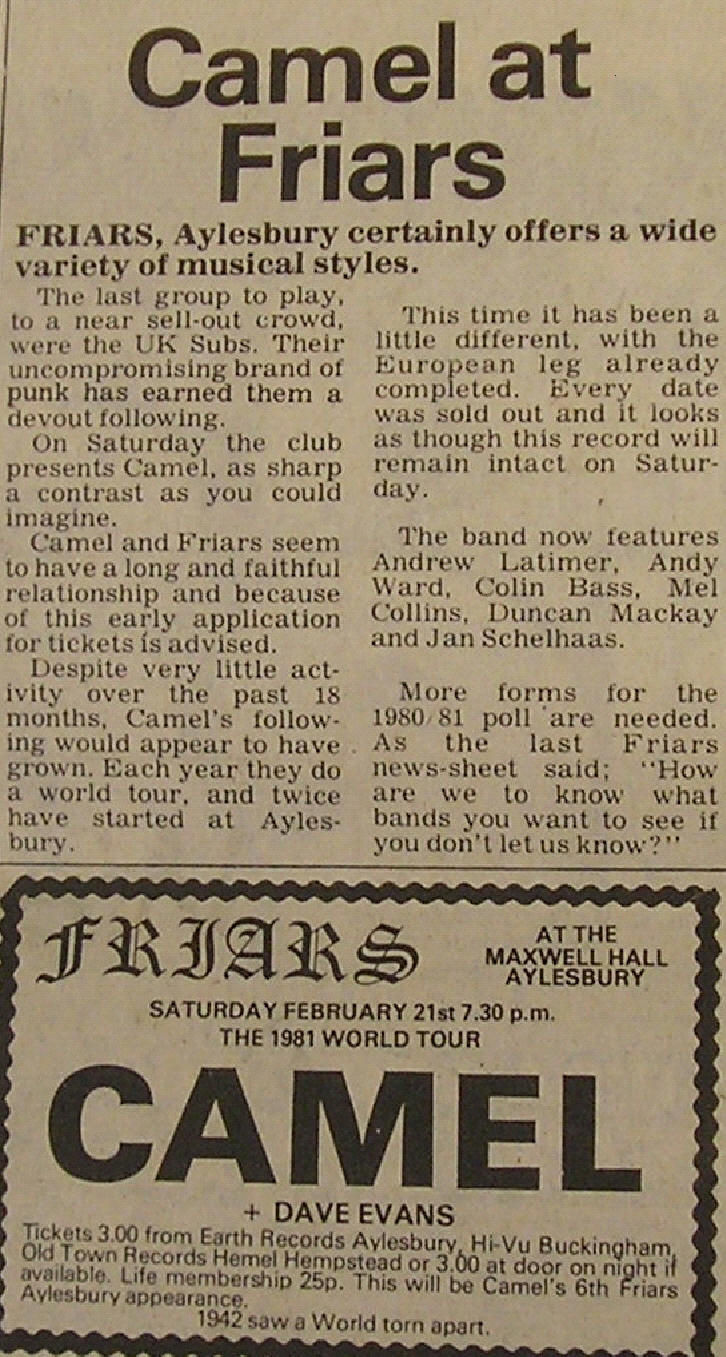 Camel at
Friars
FRIARS, Aylesbury certainly offers a wide
variety of musical styles.
The last group to play,
to a near sell-out crowd,
were the UK Subs. Their
uncompromising brand of
punk has earned them a
devout following.
On Saturday the club
presents Camel, as sharp
a contrast as you could
imagine.
Camel and Friars seem
to have a long and faithful
relationship and because
of this early application
for tickets is advised.
Despite very little act-
ivity over the past 18
months, Camel's follow-
ing would appear to have
grown. Each year they do
a world tour, and twice
have started at Ayles-
bury.
This time it has been a
little different, with the
European leg already
completed. Every date
was sold out and it looks
as though this record will
remain intact on Satur-
day.
The band now features
Andrew Latimer, Andy
Ward, Colin Bass, Mel
Collins, Duncan Mackay
and Jan Schelhaas.
More forms for the
1980/81 poll are needed.
As the last Friars
news-sheet said; "How
are we to know what
bands you want to see if
you don't let us know?"
FRIARS
AT THE
MAXWELL HALL
AYLESBURY
SATURDAY FEBRUARY 21st 7.30 p.m.
THE 1981 WORLD TOUR
CAMEL
+ DAVE EVANS
Tickets 3.00 from Earth Records Aylesbury, Hi-Vu Buckingham,
Old Town Records Hemel Hempstead or 3.00 at door on night if
available. Life membership 25p. This will be Camel's 6th Friars
Aylesbury appearance.
1942 saw a World torn apart.